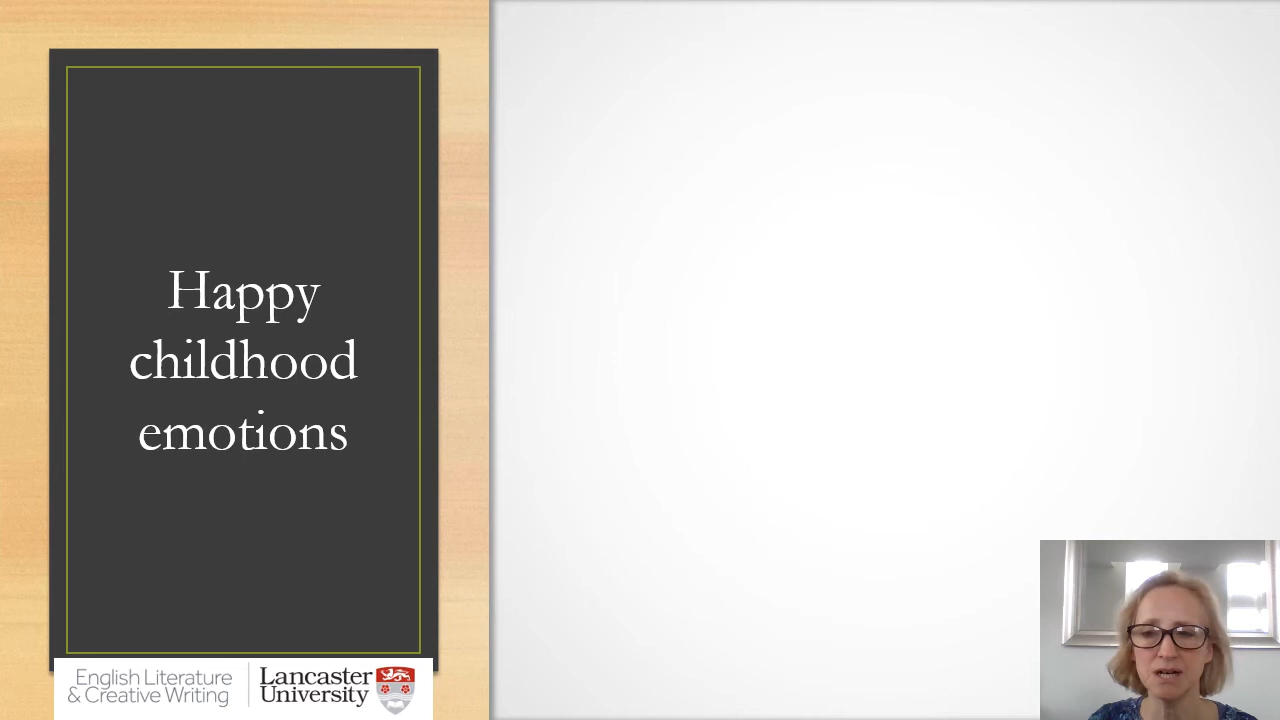 Happy
childhood
emotions
English Literature
& Creative Writing
Lancaster
University